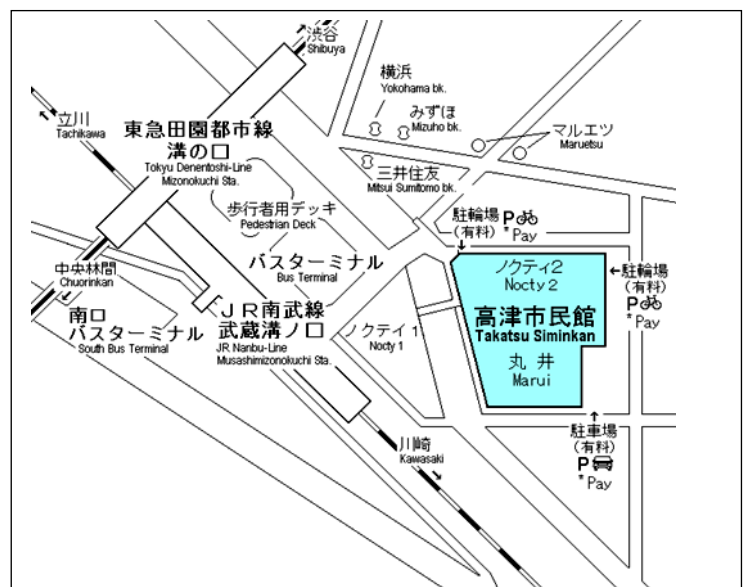 渋谷
Shibuya
横浜
Yokohama bk.
みずほ
Mizuho bk.
マルエツ
Maruetsu
立川
Tachikawa
東急田園都市線
溝の口
Tokyu Denentoshi-Line
Mizonokuchi Sta.
三井住友
Mitsui Sumitomo bk.
歩行者用デッキ
Pedestrian Deck
駐輪場
(有料)
P
*Pay
バスターミナル
Bus Terminal
ノクティ2
Nocty 2
駐輪場
(有料)
P
*Pay
中央林間
Chuorinkan
南口
バスターミナル
South Bus Terminal
JR南武線
武蔵溝ノ口
JR Nanbu-Line
Musashimizonokuchi Sta.
ノクテイ1
Nocty 1
高津市民館
Takatsu Siminkan
丸井
Marui
川崎
Kawasaki
駐車場
(有料)
P
*Pay